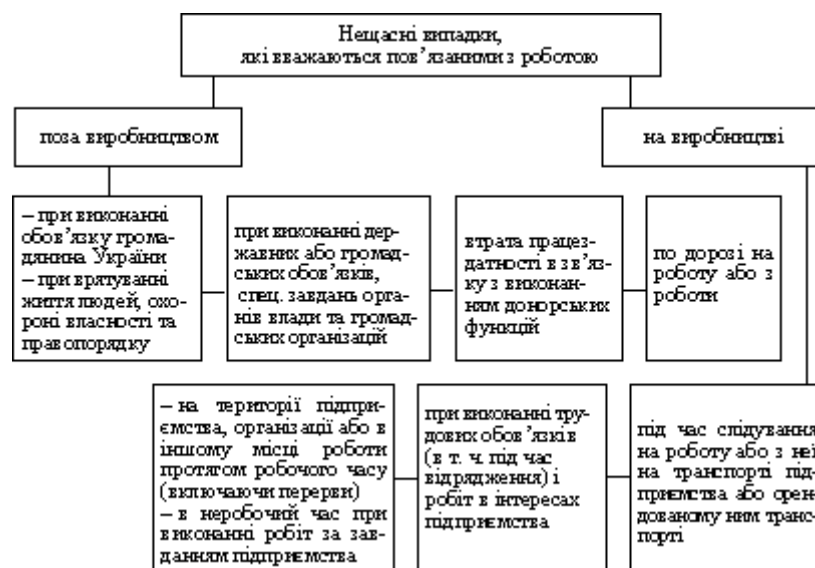 Нещасні випадки,
які вважаються пов’язаними з роботою
поза виробництвом
на виробництві
– при виконанні
обов’язку грома-
дянина України
– при врятуванні
життя людей, охо-
роні власності та
правопорядку
при виконанні дер-
жавних або громад-
ських обов’язків,
спец. завдань орга-
нів влади та громад-
ських організацій
втрата працез-
датності в зв’яз-
ку з виконан-
ням донорських
функцій
по дорозі на
роботу або з
роботи
– на території підпри-
ємства, організації або в
іншому місці роботи
протягом робочого часу
(включаючи перерви)
– в неробочий час при
виконанні робіт за зав-
данням підприємства
при виконанні тру-
дових обов’язків
(в т. ч. під час
відрядження) і
робіт в інтересах
підприємства
під час слідування
на роботу або з неї
на транспорті під-
приємства або орен-
дованому ним транс-
порті